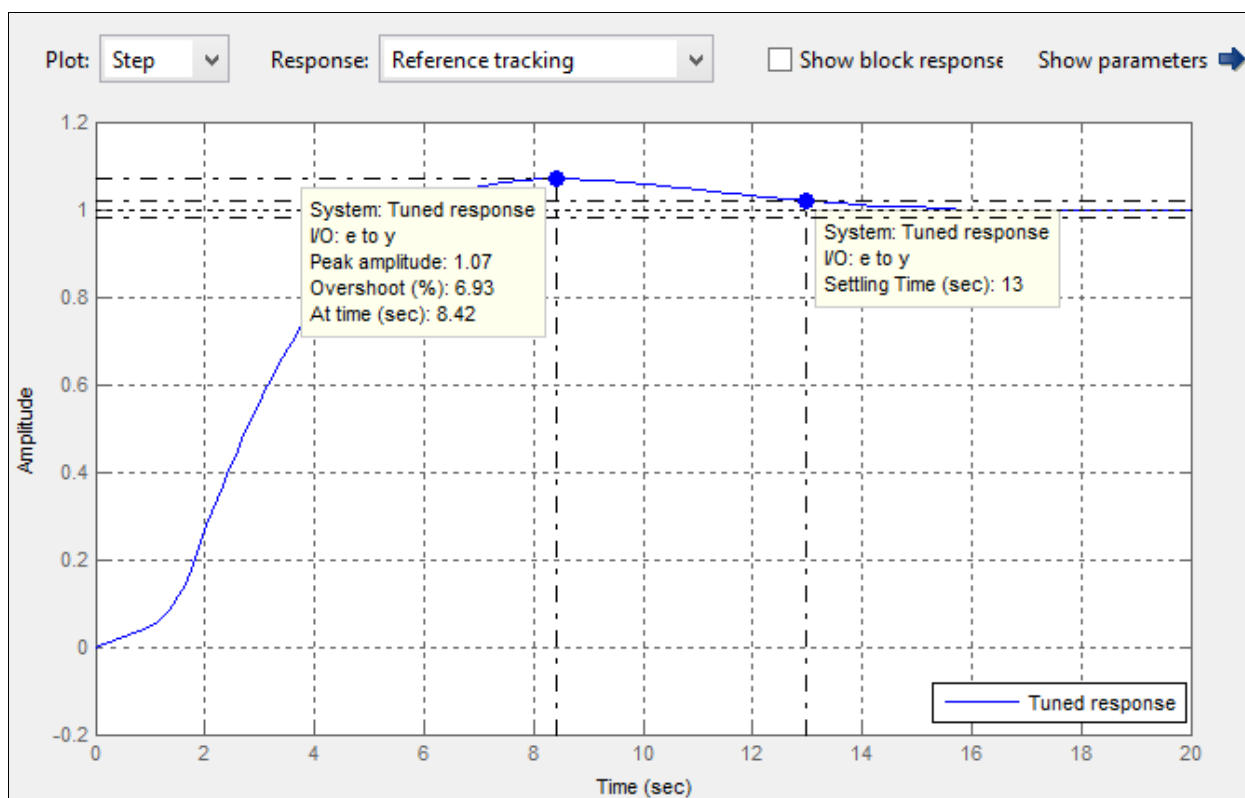 Plot: Step Response: Reference tracking Show block response Show parameters
1.2
1
0.8
0.6
0.4
0.2
0
-0.2
Amplitude
System: Tuned response
I/O: e to y
Peak amplitude: 1.07
Overshoot (%): 6.93
At time (sec): 8.42
System: Tuned response
I/O: e to y
Settling Time (sec): 13
Tuned response
0 2 4 6 8 10 12 14 16 18 20
Time (sec)